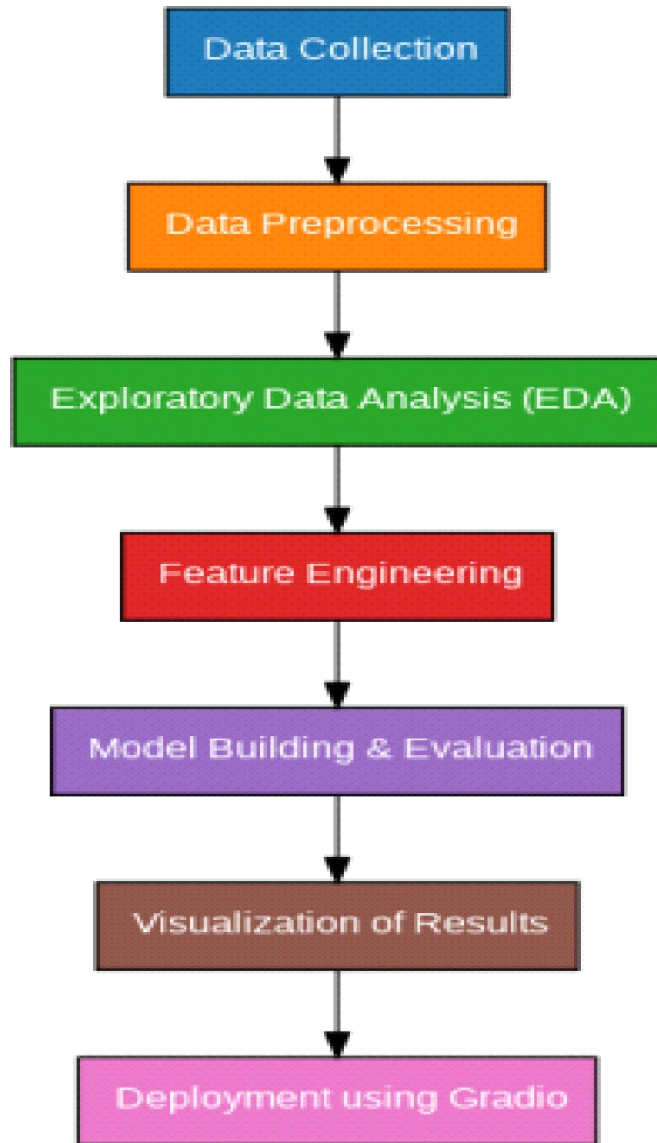 Data Collection
Data Preprocessing
Exploratory Data Analysis (EDA)
Feature Engineering
Model Building & Evaluation
Visualization of Results
Deployment using Gradio